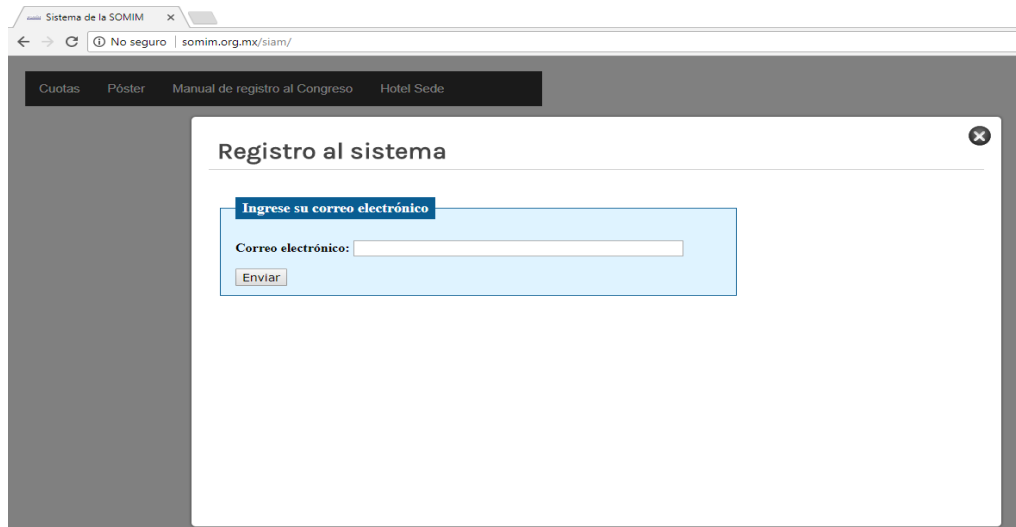 Sistema de la SOMIM
No seguro somim.org.mx/siam/
Cuotas Póster Manual de registro al Congreso Hotel Sede
Registro al sistema
Ingrese su correo electrónico
Correo electrónico:
Enviar